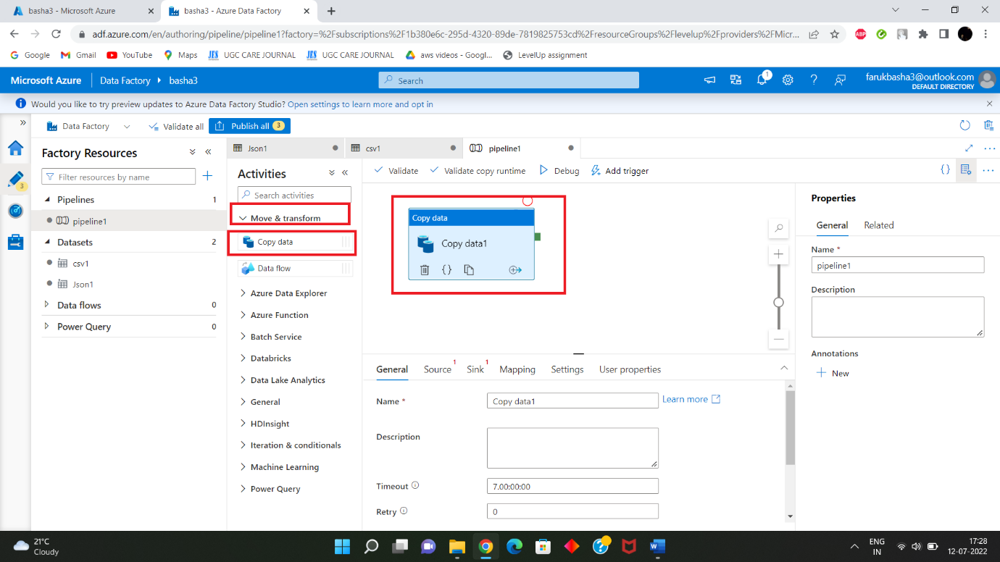 basha3 - Microsoft Azure
basha3 - Azure Data Factory
adf.azure.com/en/authoring/pipeline/pipeline1?factory=%2Fsubscriptions%2F1b380e6c-295d-4320-89de-7819825753cd%2FresourceGroups%2Flevelup%2Fproviders%2FMicr...
ABP
Google
Gmail
YouTube
Maps
JES UGC CARE JOURNAL
JES UGC CARE JOURNAL
aws videos - Googl...
LevelUp assignment
Microsoft Azure
Data Factory
basha3
Search
1
farukbasha3@outlook.com
DEFAULT DIRECTORY
Would you like to try preview updates to Azure Data Factory Studio? Open settings to learn more and opt in
Data Factory
Validate all
Publish all 3
3
Factory Resources
Filter resources by name
Pipelines 1
pipeline1
Datasets 2
csv1
Json1
Data flows 0
Power Query 0
Json1
csv1
pipeline1
Activities
Search activities
Move & transform
Copy data
Data flow
Azure Data Explorer
Azure Function
Batch Service
Databricks
Data Lake Analytics
General
HDInsight
Iteration & conditionals
Machine Learning
Power Query
Validate
Validate copy runtime
Debug
Add trigger
Copy data
Copy data1
General
Source 1
Sink 1
Mapping
Settings
User properties
Name *
Copy data1
Learn more
Description
Timeout
7.00:00:00
Retry
0
Properties
General
Related
Name *
pipeline1
Description
Annotations
New
21°C
Cloudy
ENG
IN
17:28
12-07-2022